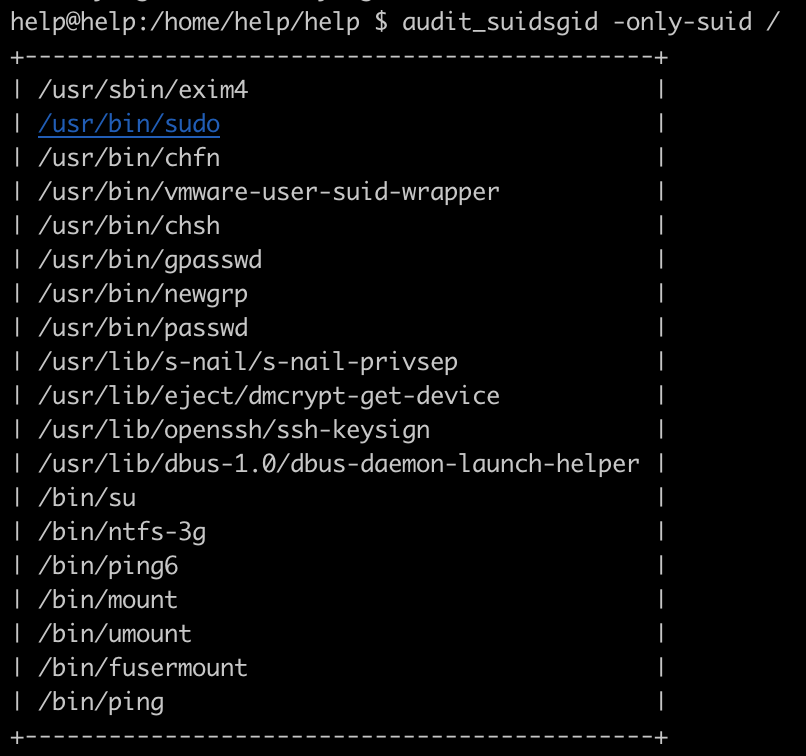 help@help:/home/help/help $ audit_suidsgid -only-suid /
+---------------------------------------------+
| /usr/sbin/exim4                             |
| /usr/bin/sudo                               |
| /usr/bin/chfn                               |
| /usr/bin/vmware-user-suid-wrapper           |
| /usr/bin/chsh                               |
| /usr/bin/gpasswd                            |
| /usr/bin/newgrp                             |
| /usr/bin/passwd                             |
| /usr/lib/s-nail/s-nail-privsep              |
| /usr/lib/eject/dmcrypt-get-device           |
| /usr/lib/openssh/ssh-keysign                |
| /usr/lib/dbus-1.0/dbus-daemon-launch-helper |
| /bin/su                                     |
| /bin/ntfs-3g                                |
| /bin/ping6                                  |
| /bin/mount                                  |
| /bin/umount                                 |
| /bin/fusermount                             |
| /bin/ping                                   |
+---------------------------------------------+